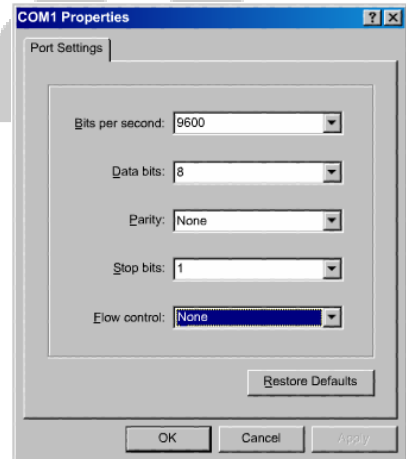 COM1 Properties
Port Settings
Bits per second: 9600
Data bits: 8
Parity: None
Stop bits: 1
Flow control: None
Restore Defaults
OK Cancel Apply